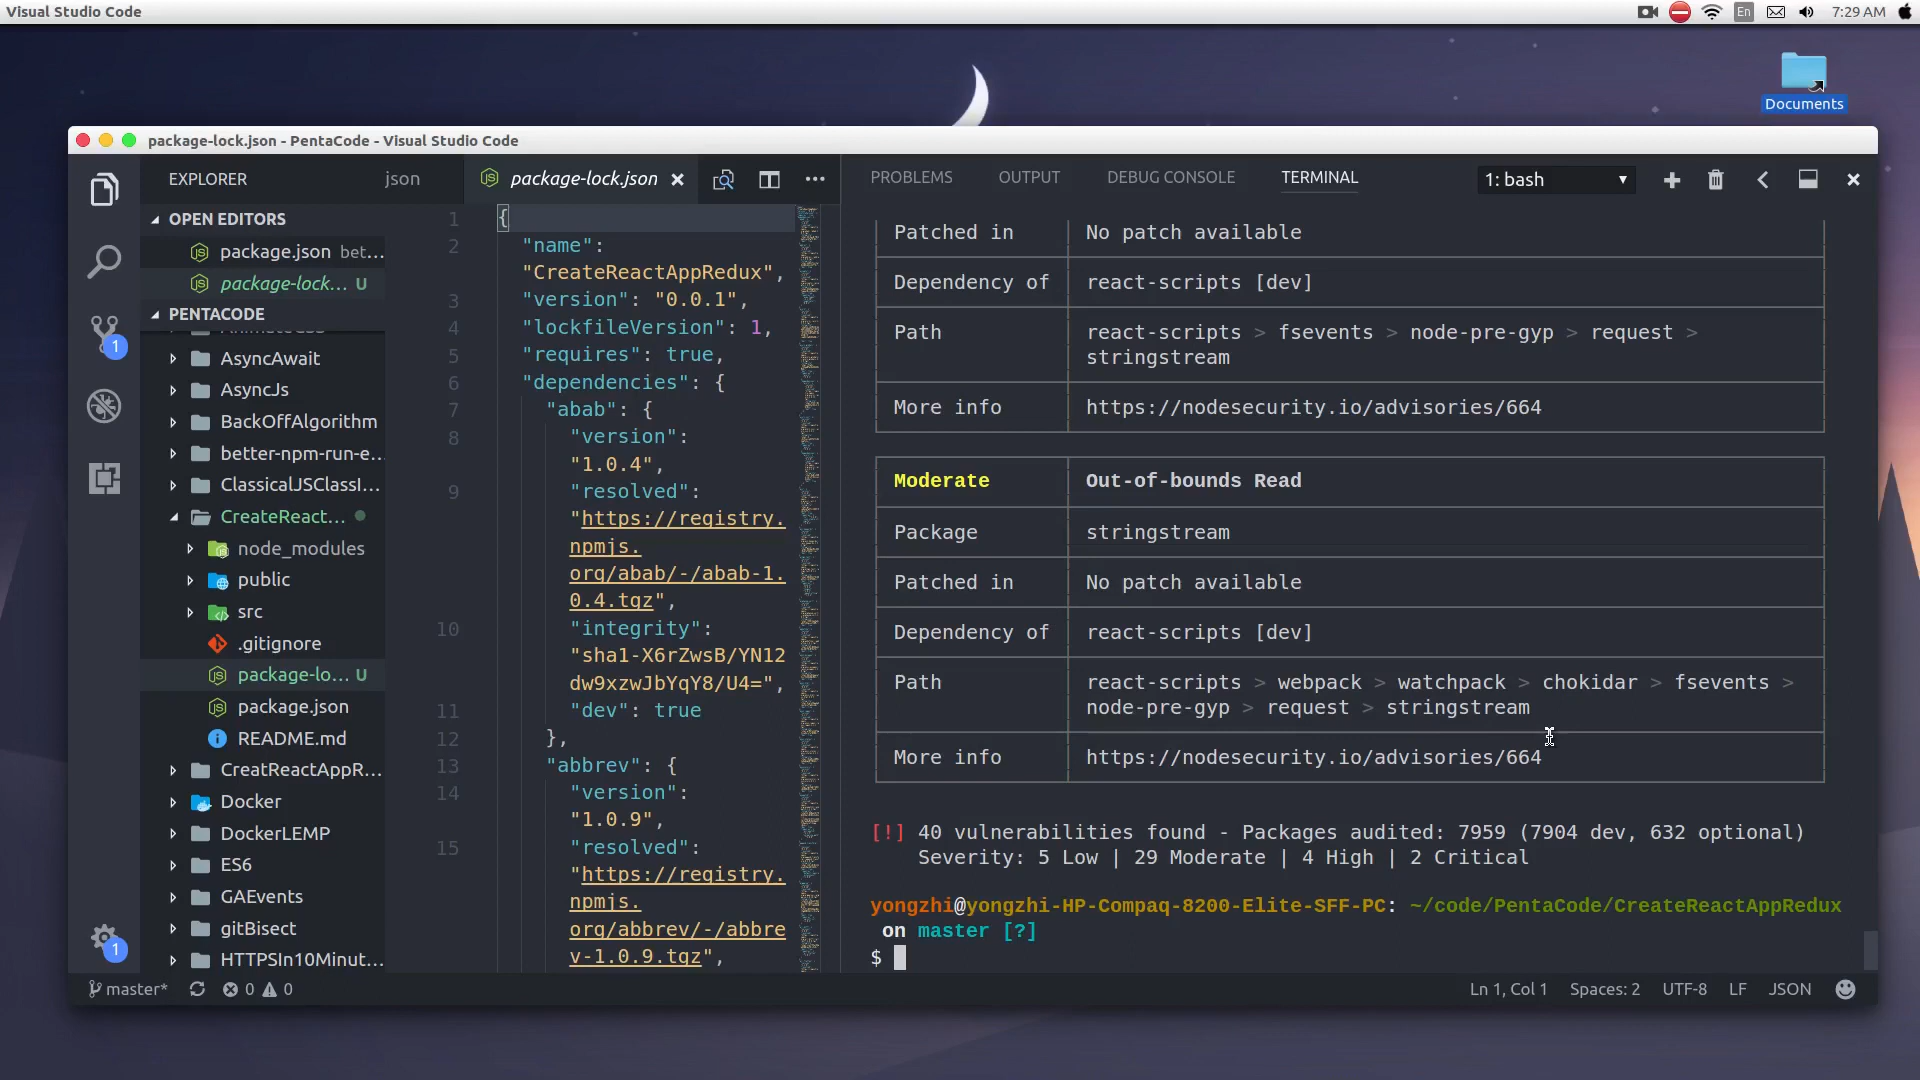 Visual Studio Code
En
7:29 AM
Documents
package-lock.json - PentaCode - Visual Studio Code
EXPLORER
OPEN EDITORS
package.json bet...
package-lock... U
PENTACODE
AsyncAwait
AsyncJs
BackOffAlgorithm
better-npm-run-e...
ClassicalJSClassI...
CreateReact...
node_modules
public
src
.gitignore
package-lo... U
package.json
README.md
CreatReactAppR...
Docker
DockerLEMP
ES6
GAEvents
gitBisect
HTTPSIn10Minut...
1
1
json
package-lock.json
1 {
2 "name":
"CreateReactAppRedux",
3 "version": "0.0.1",
4 "lockfileVersion": 1,
5 "requires": true,
6 "dependencies": {
7 "abab": {
8 "version":
"1.0.4",
9 "resolved":
"https://registry.
npmjs.
org/abab/-/abab-1.
0.4.tgz",
10 "integrity":
"sha1-X6rZwsB/YN12
dw9xzwJbYqY8/U4=",
11 "dev": true
12 },
13 "abbrev": {
14 "version":
"1.0.9",
15 "resolved":
"https://registry.
npmjs.
org/abbrev/-/abbre
v-1.0.9.tgz",
PROBLEMS OUTPUT DEBUG CONSOLE TERMINAL
1: bash
Patched in No patch available
Dependency of react-scripts [dev]
Path react-scripts > fsevents > node-pre-gyp > request >
stringstream
More info https://nodesecurity.io/advisories/664
Moderate Out-of-bounds Read
Package stringstream
Patched in No patch available
Dependency of react-scripts [dev]
Path react-scripts > webpack > watchpack > chokidar > fsevents >
node-pre-gyp > request > stringstream
More info https://nodesecurity.io/advisories/664
[!] 40 vulnerabilities found - Packages audited: 7959 (7904 dev, 632 optional)
Severity: 5 Low | 29 Moderate | 4 High | 2 Critical
yongzhi@yongzhi-HP-Compaq-8200-Elite-SFF-PC: ~/code/PentaCode/CreateReactAppRedux
on master [?]
$
master* 0 0
Ln 1, Col 1 Spaces: 2 UTF-8 LF JSON